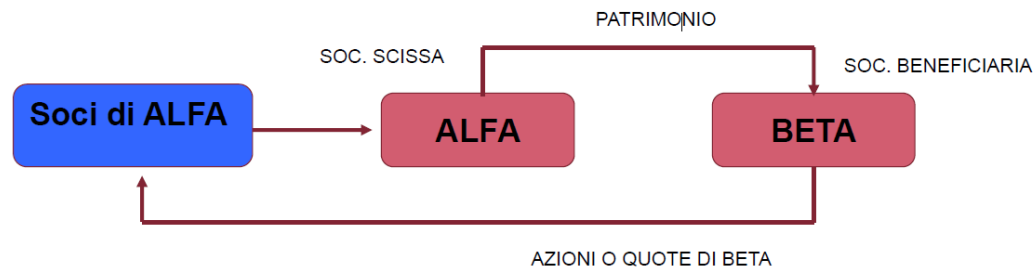 PATRIMONIO
SOC. SCISSA
SOC. BENEFICIARIA
Soci di ALFA
ALFA
BETA
AZIONI O QUOTE DI BETA